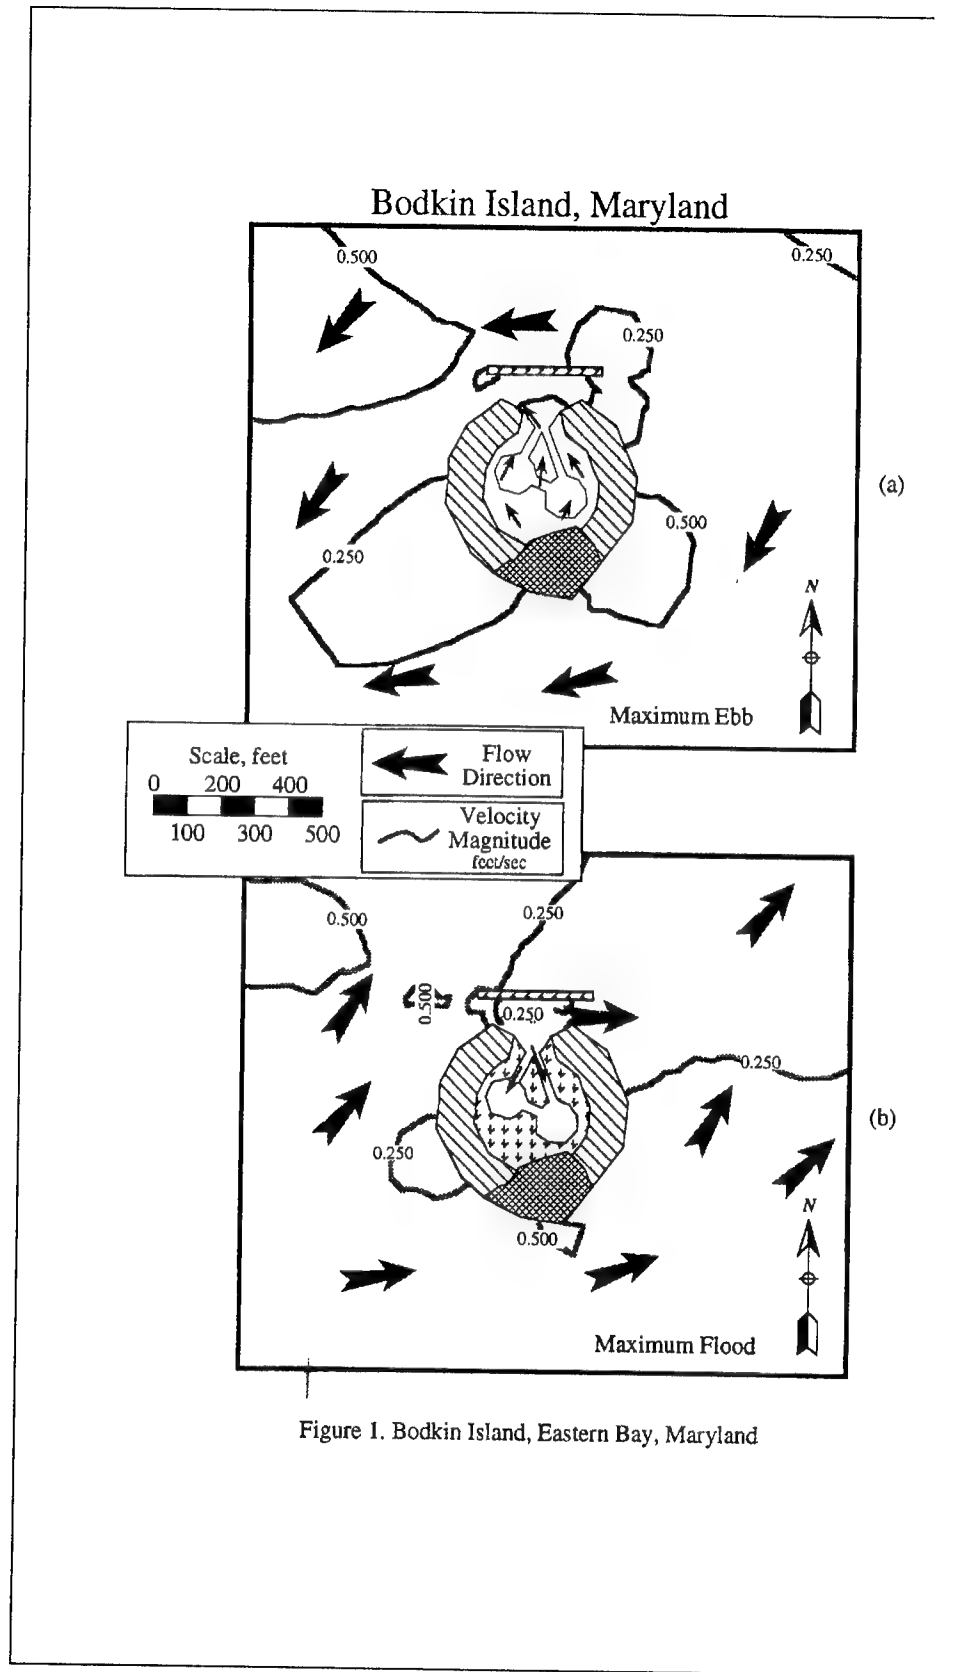 Bodkin Island, Maryland
0.500
0.250
0.250
(a)
0.500
0.250
N
Maximum Ebb
Scale, feet
0 200 400
100 300 500
Flow
Direction
Velocity
Magnitude
feet/sec
0.500
0.250
0.500
0.250
0.250
(b)
0.250
N
0.500
Maximum Flood
Figure 1. Bodkin Island, Eastern Bay, Maryland